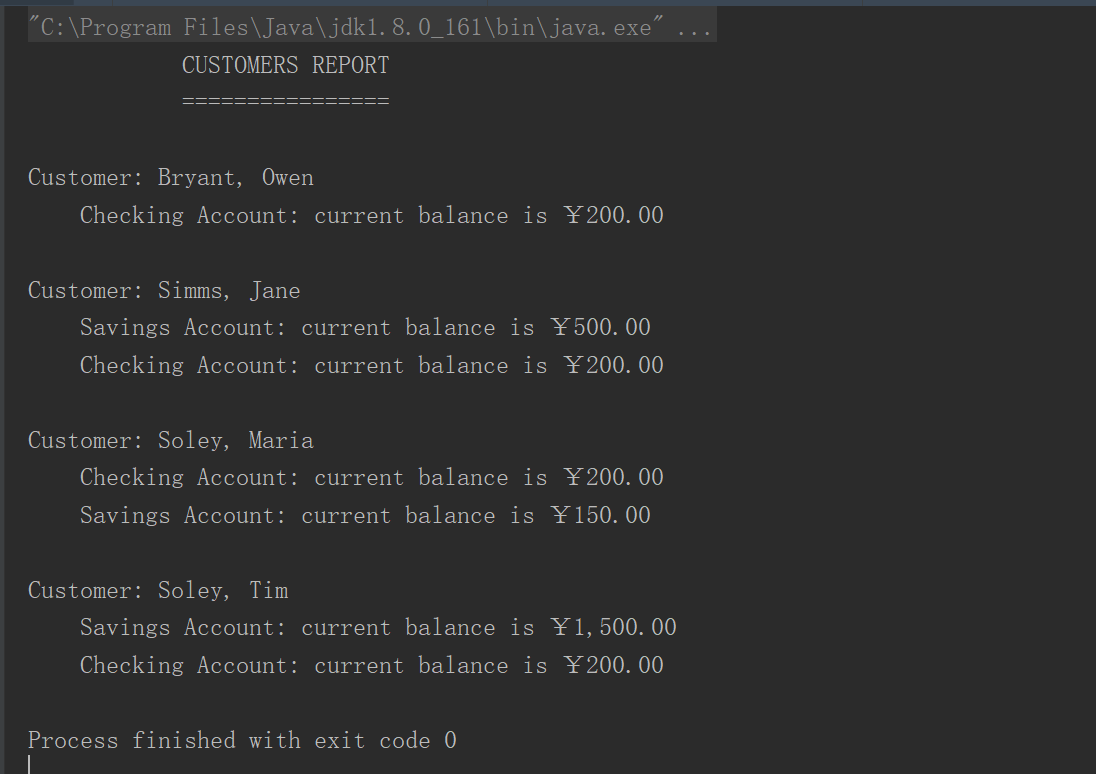 "C:\Program Files\Java\jdk1.8.0_161\bin\java.exe" ...
CUSTOMERS REPORT
================
Customer: Bryant, Owen
Checking Account: current balance is ¥200.00
Customer: Simms, Jane
Savings Account: current balance is ¥500.00
Checking Account: current balance is ¥200.00
Customer: Soley, Maria
Checking Account: current balance is ¥200.00
Savings Account: current balance is ¥150.00
Customer: Soley, Tim
Savings Account: current balance is ¥1,500.00
Checking Account: current balance is ¥200.00
Process finished with exit code 0